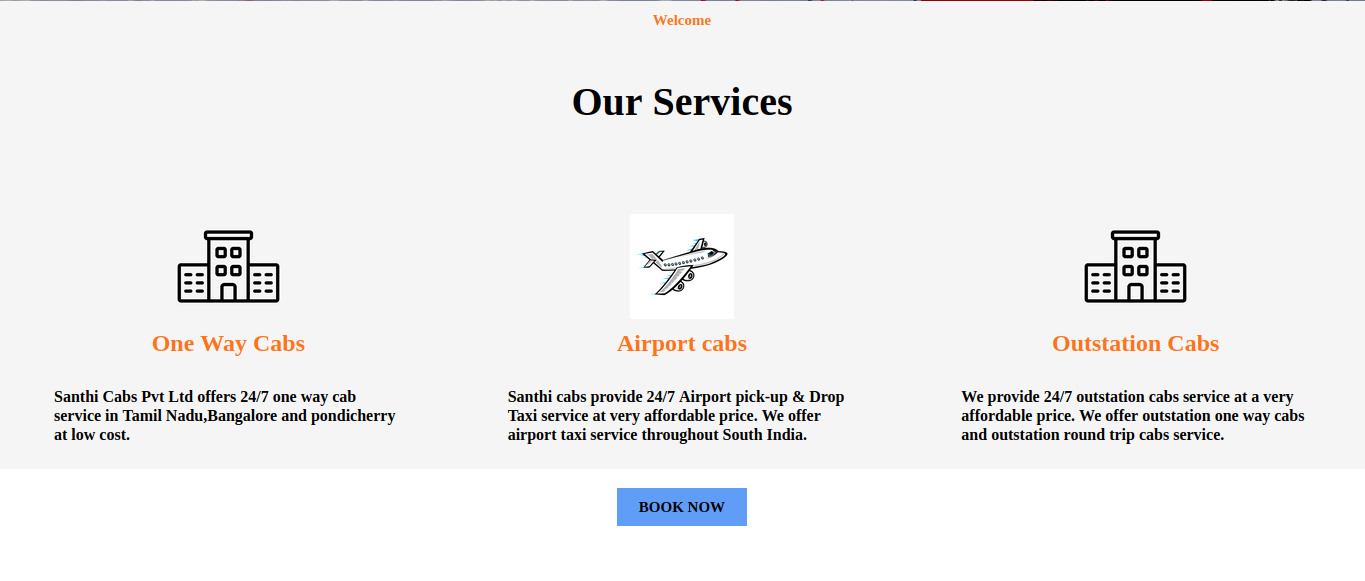 Welcome
Our Services
One Way Cabs
Santhi Cabs Pvt Ltd offers 24/7 one way cab
service in Tamil Nadu,Bangalore and pondicherry
at low cost.
Airport cabs
Santhi cabs provide 24/7 Airport pick-up & Drop
Taxi service at very affordable price. We offer
airport taxi service throughout South India.
Outstation Cabs
We provide 24/7 outstation cabs service at a very
affordable price. We offer outstation one way cabs
and outstation round trip cabs service.
BOOK NOW